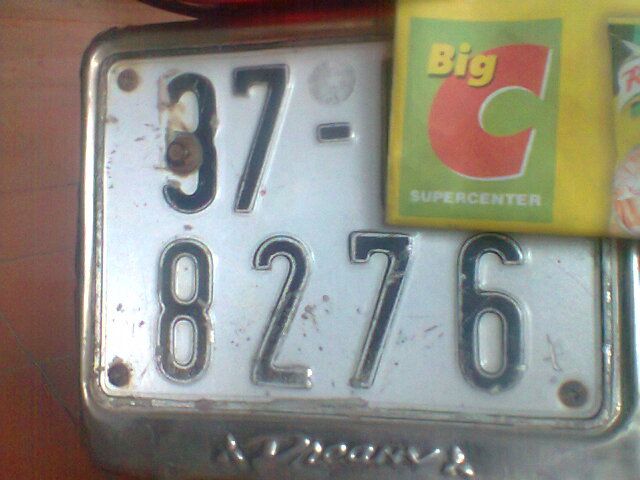 37-
Big C
SUPERCENTER
8276